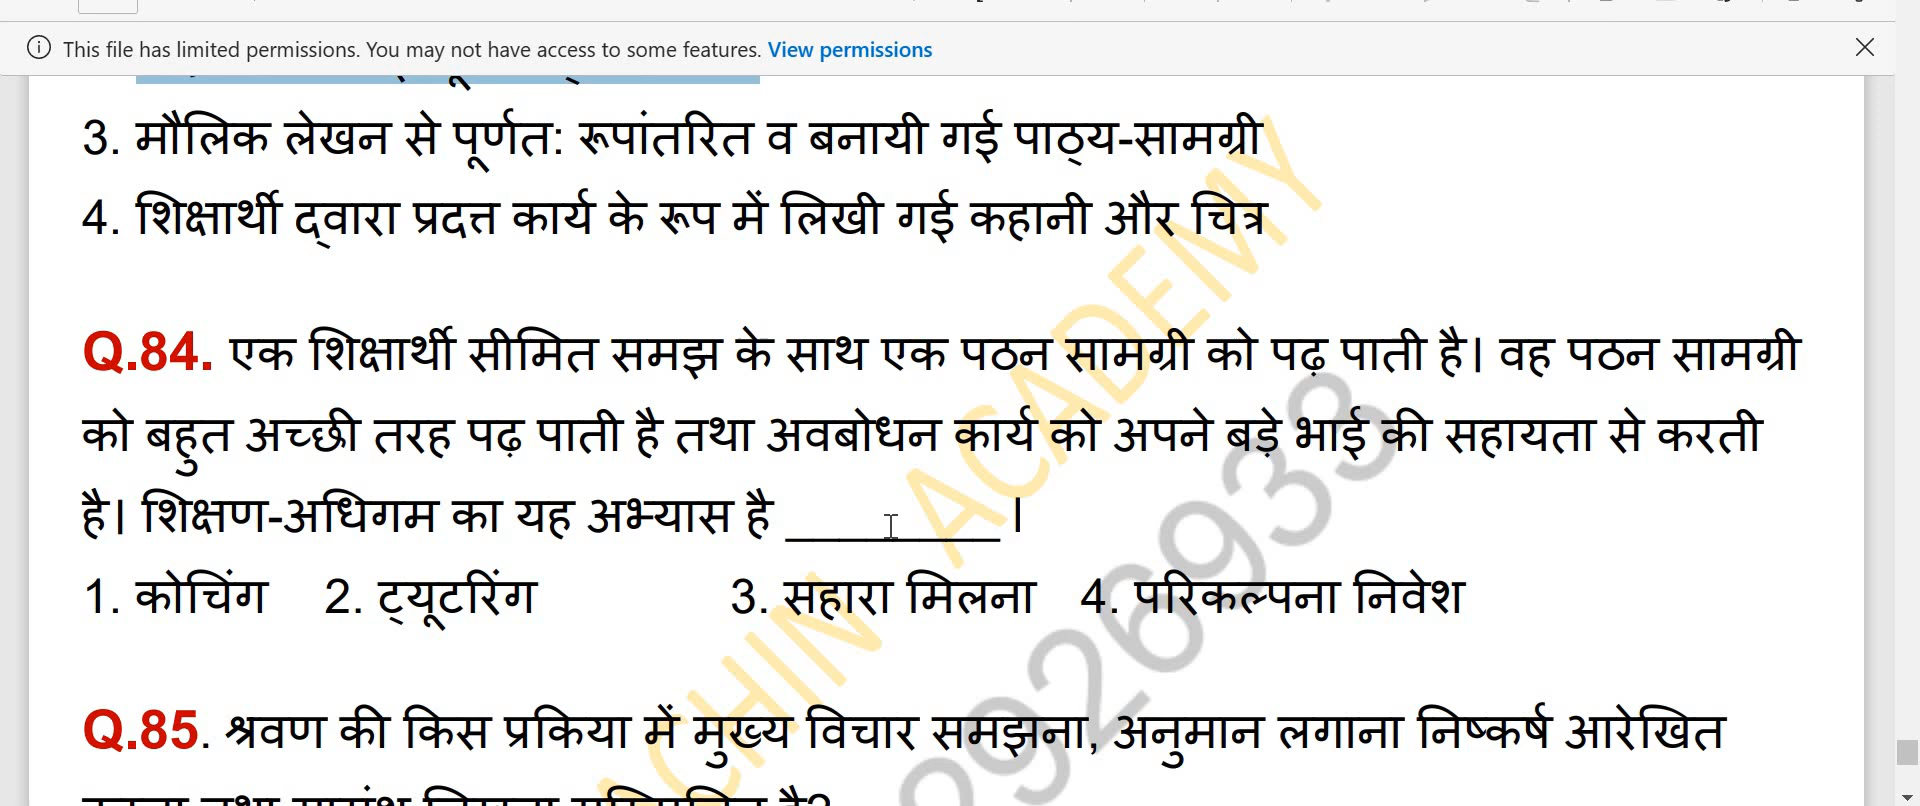 This file has limited permissions. You may not have access to some features. View permissions
3. मौलिक लेखन से पूर्णत: रूपांतरित व बनायी गई पाठ्य-सामग्री
4. शिक्षार्थी द्वारा प्रदत्त कार्य के रूप में लिखी गई कहानी और चित्र
Q.84. एक शिक्षार्थी सीमित समझ के साथ एक पठन सामग्री को पढ़ पाती है। वह पठन सामग्री
को बहुत अच्छी तरह पढ़ पाती है तथा अवबोधन कार्य को अपने बड़े भाई की सहायता से करती
है। शिक्षण-अधिगम का यह अभ्यास है ________।
1. कोचिंग 2. ट्यूटरिंग 3. सहारा मिलना 4. परिकल्पना निवेश
Q.85. श्रवण की किस प्रकिया में मुख्य विचार समझना, अनुमान लगाना निष्कर्ष आरेखित
ACHIN ACADEMY
926933